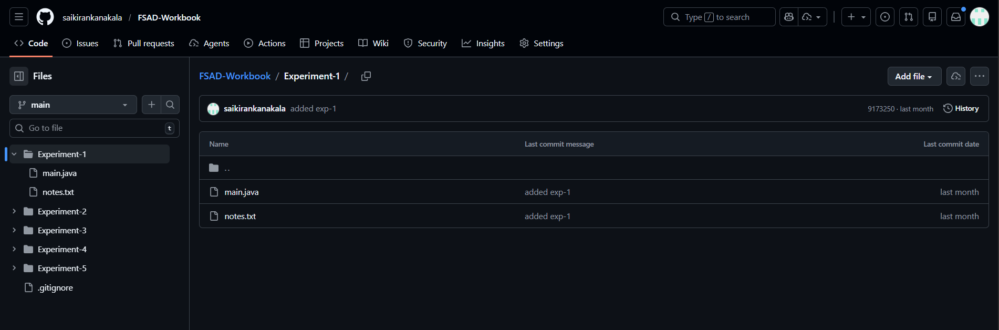 saikirankanakala / FSAD-Workbook
Type / to search
Code Issues Pull requests Agents Actions Projects Wiki Security Insights Settings
Files
main
Go to file t
Experiment-1
main.java
notes.txt
Experiment-2
Experiment-3
Experiment-4
Experiment-5
.gitignore
FSAD-Workbook / Experiment-1 /
Add file
saikirankanakala added exp-1
9173250 · last month History
Name Last commit message Last commit date
..
main.java added exp-1 last month
notes.txt added exp-1 last month